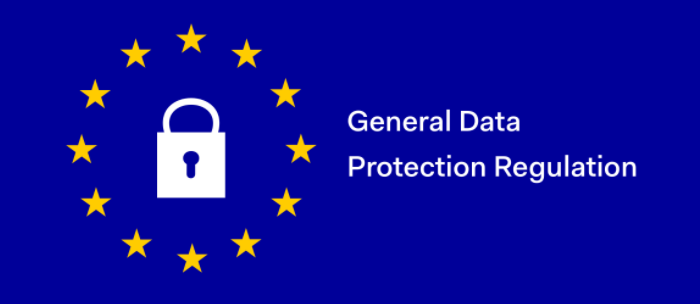 General Data
Protection Regulation